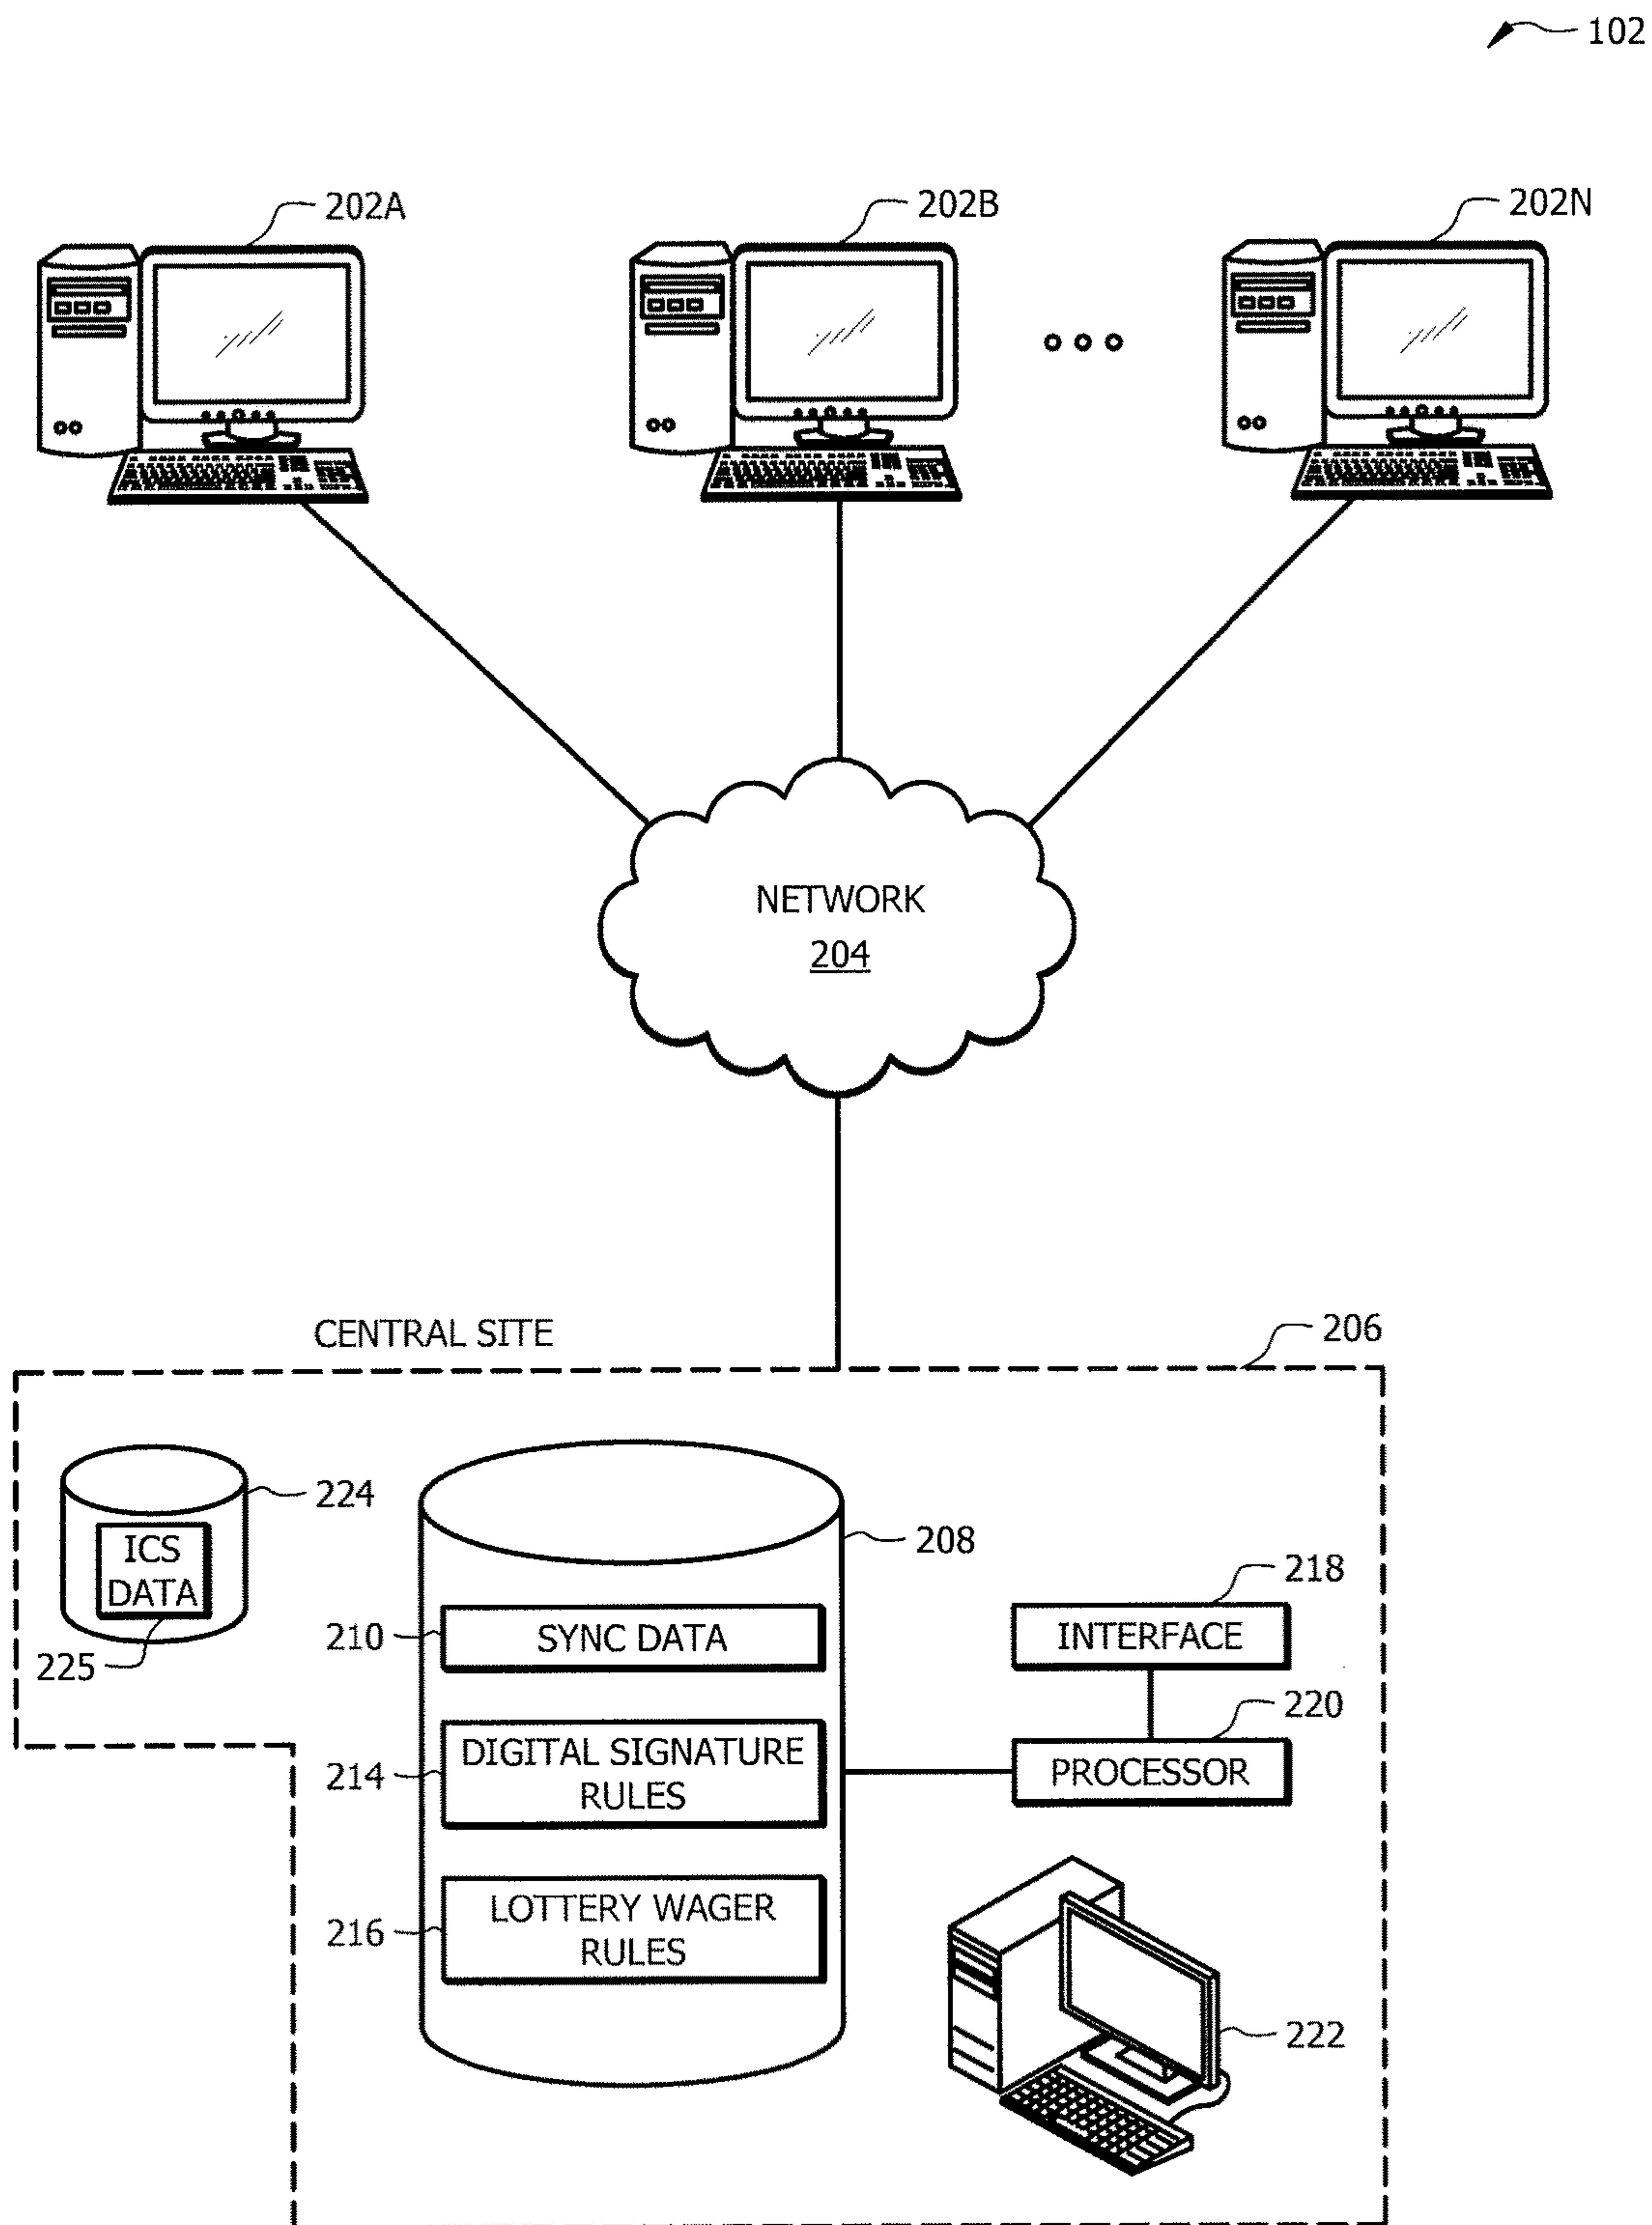 102
202A
202B
202N
NETWORK
204
CENTRAL SITE
206
224
ICS
DATA
225
208
210
SYNC DATA
218
INTERFACE
220
PROCESSOR
214
DIGITAL SIGNATURE
RULES
216
LOTTERY WAGER
RULES
222